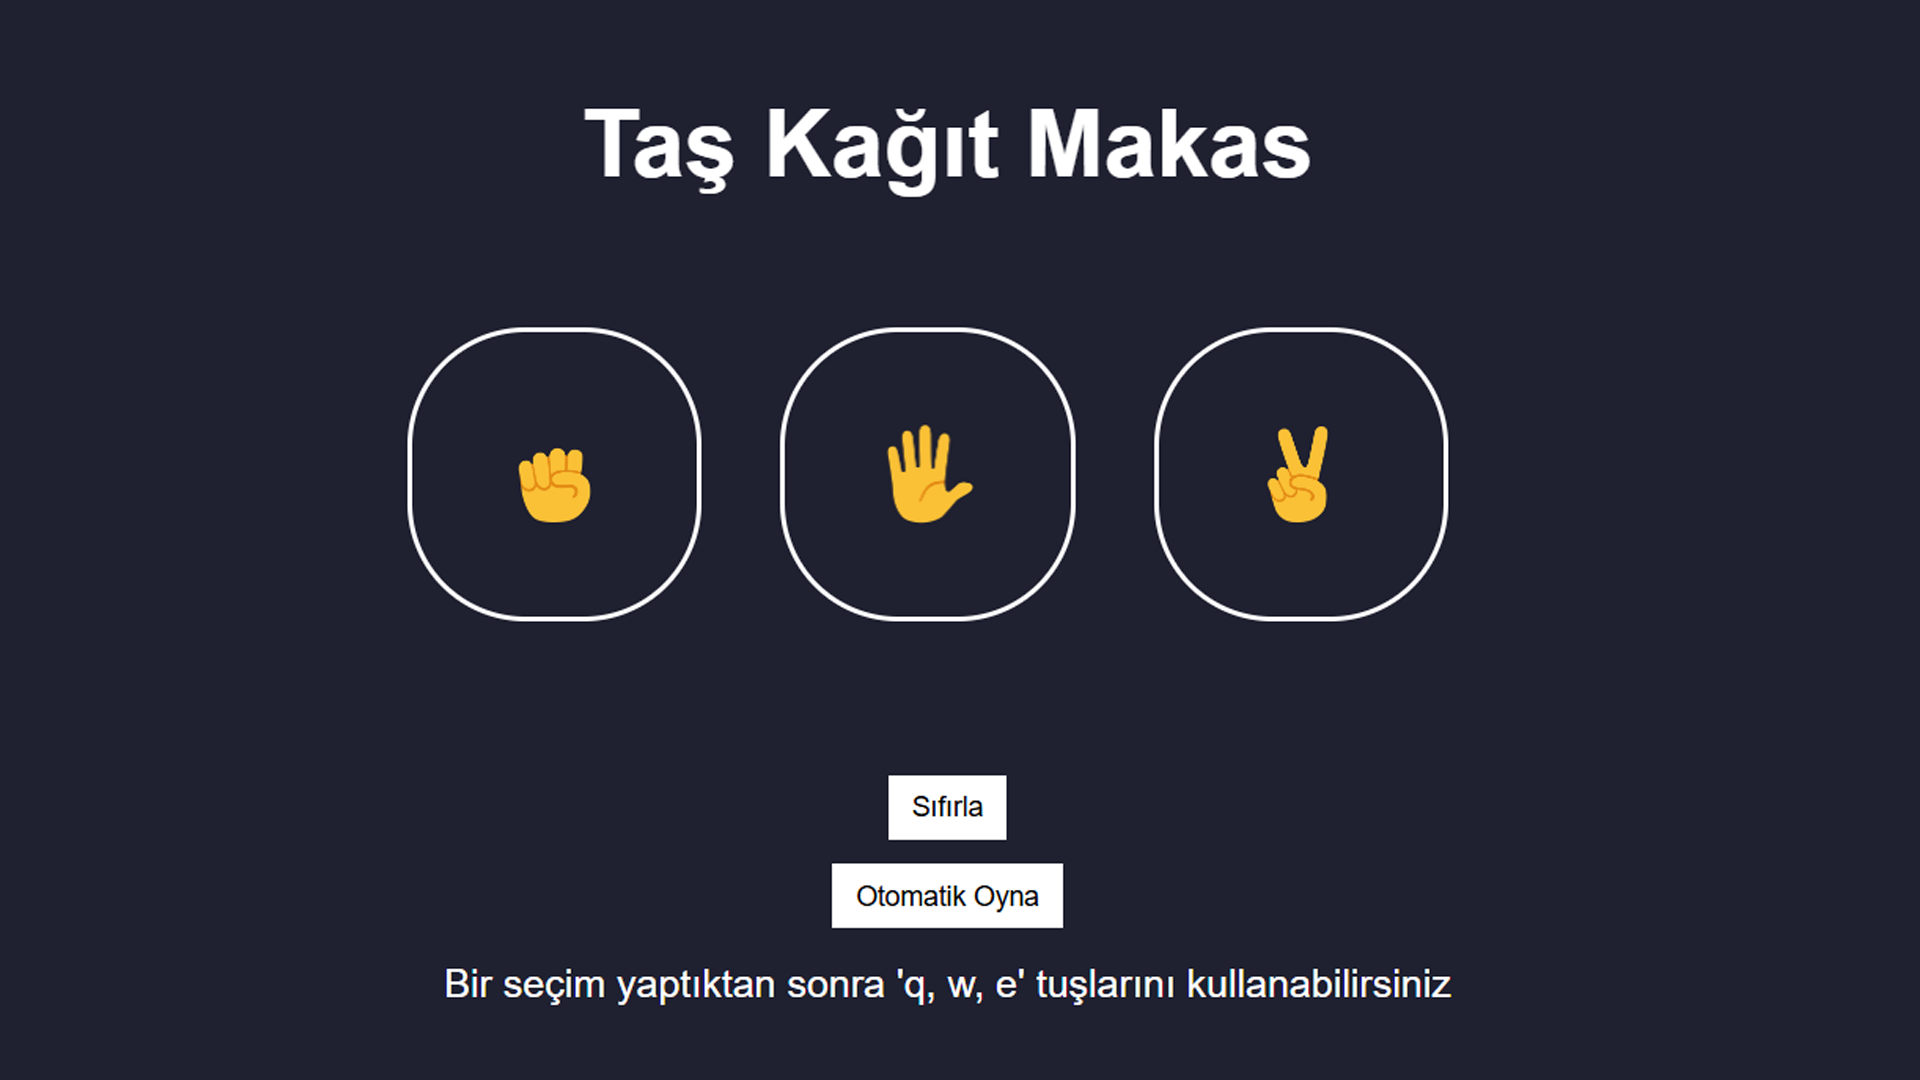 Taş Kağıt Makas
Sıfırla
Otomatik Oyna
Bir seçim yaptıktan sonra 'q, w, e' tuşlarını kullanabilirsiniz